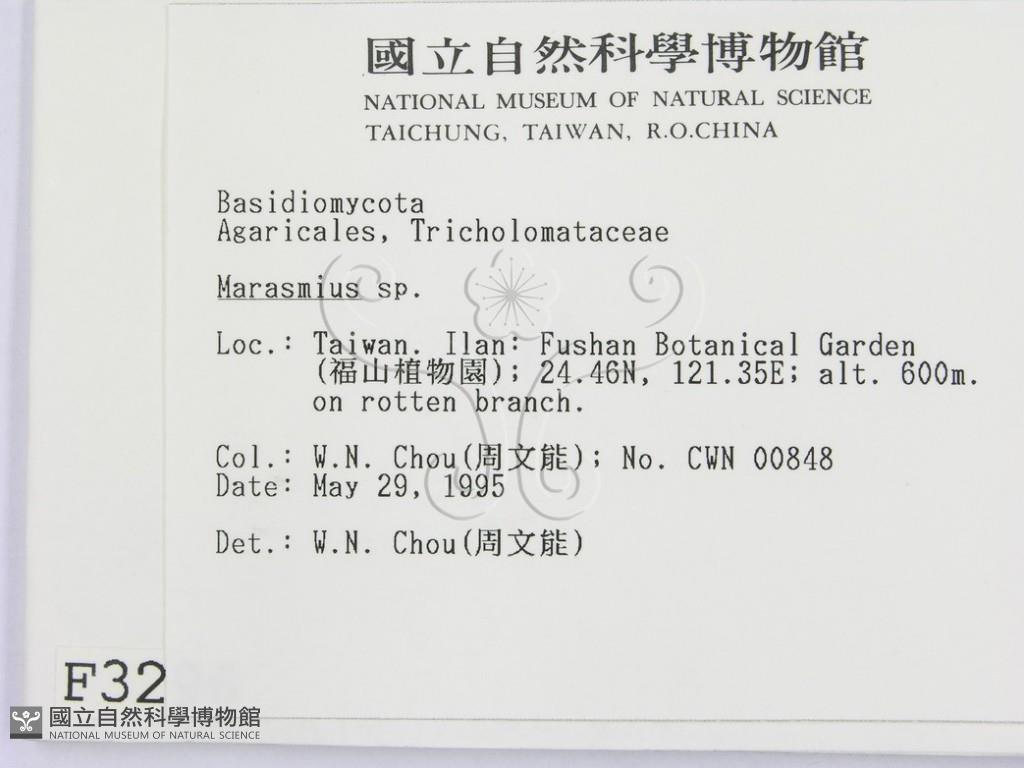 國立自然科學博物館
NATIONAL MUSEUM OF NATURAL SCIENCE
TAICHUNG, TAIWAN, R.O.CHINA
Basidiomycota
Agaricales, Tricholomataceae
Marasmius sp.
Loc.: Taiwan. Ilan: Fushan Botanical Garden
(福山植物園); 24.46N, 121.35E; alt. 600m.
on rotten branch.
Col.: W.N. Chou(周文能); No. CWN 00848
Date: May 29, 1995
Det.: W.N. Chou(周文能)
F32
國立自然科學博物館
NATIONAL MUSEUM OF NATURAL SCIENCE